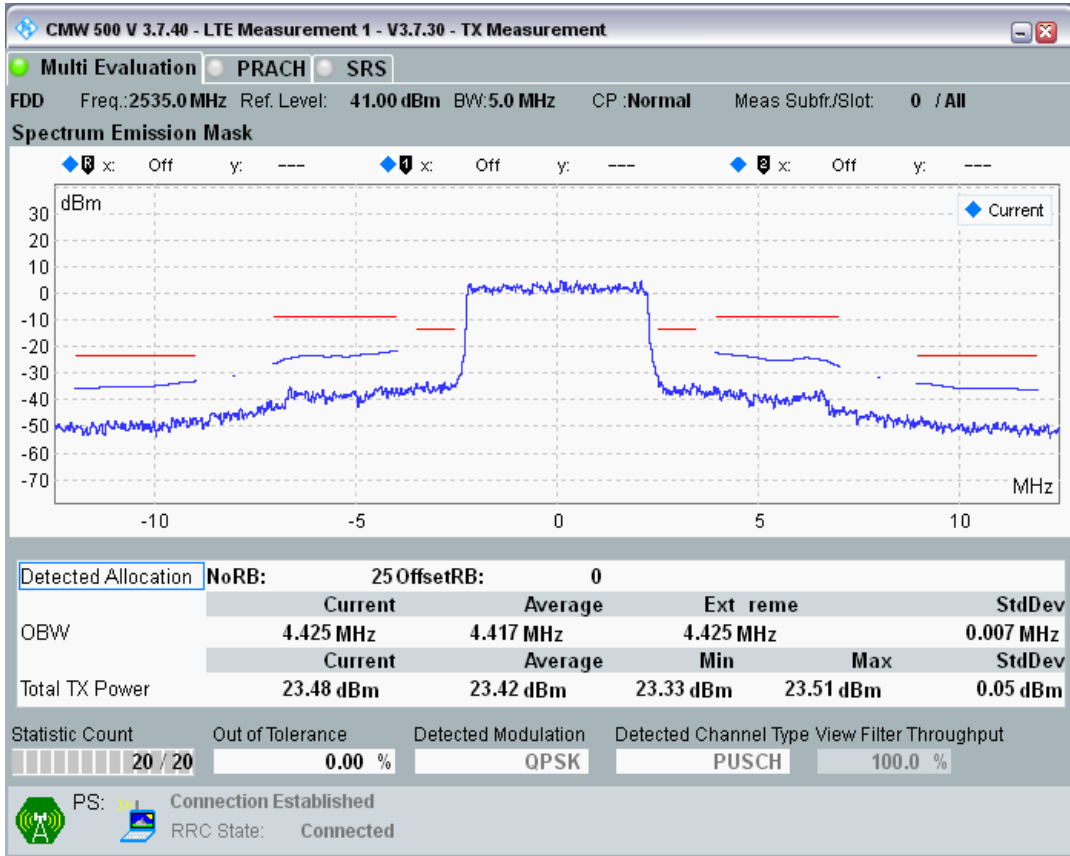 CMW 500 V 3.7.40 - LTE Measurement 1 - V3.7.30 - TX Measurement
Multi Evaluation PRACH SRS
FDD Freq.:2535.0 MHz Ref. Level: 41.00 dBm BW:5.0 MHz CP :Normal Meas Subfr./Slot: 0 / All
Spectrum Emission Mask
R x: Off y: --- 1 x: Off y: --- 2 x: Off y: ---
dBm
Current
30
20
10
0
-10
-20
-30
-40
-50
-60
-70
MHz
-10 -5 0 5 10
Detected Allocation NoRB: 25 OffsetRB: 0
Current Average Ext reme StdDev
OBW 4.425 MHz 4.417 MHz 4.425 MHz 0.007 MHz
Current Average Min Max StdDev
Total TX Power 23.48 dBm 23.42 dBm 23.33 dBm 23.51 dBm 0.05 dBm
Statistic Count Out of Tolerance Detected Modulation Detected Channel Type View Filter Throughput
20 / 20 0.00 % QPSK PUSCH 100.0 %
PS: Connection Established
RRC State: Connected